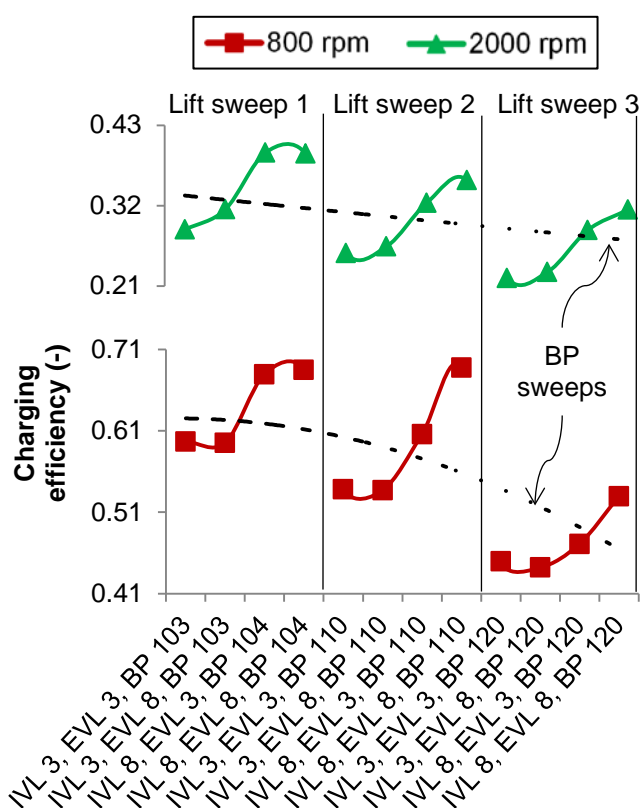 800 rpm
2000 rpm
Lift sweep 1
Lift sweep 2
Lift sweep 3
0.43
0.32
0.21
Charging
efficiency (-)
0.71
0.61
0.51
0.41
BP
sweeps
IVL 3, EVL 3, BP 103
IVL 3, EVL 8, BP 103
IVL 8, EVL 3, BP 104
IVL 8, EVL 8, BP 104
IVL 3, EVL 3, BP 110
IVL 3, EVL 8, BP 110
IVL 8, EVL 3, BP 110
IVL 8, EVL 8, BP 110
IVL 3, EVL 3, BP 120
IVL 3, EVL 8, BP 120
IVL 8, EVL 3, BP 120
IVL 8, EVL 8, BP 120